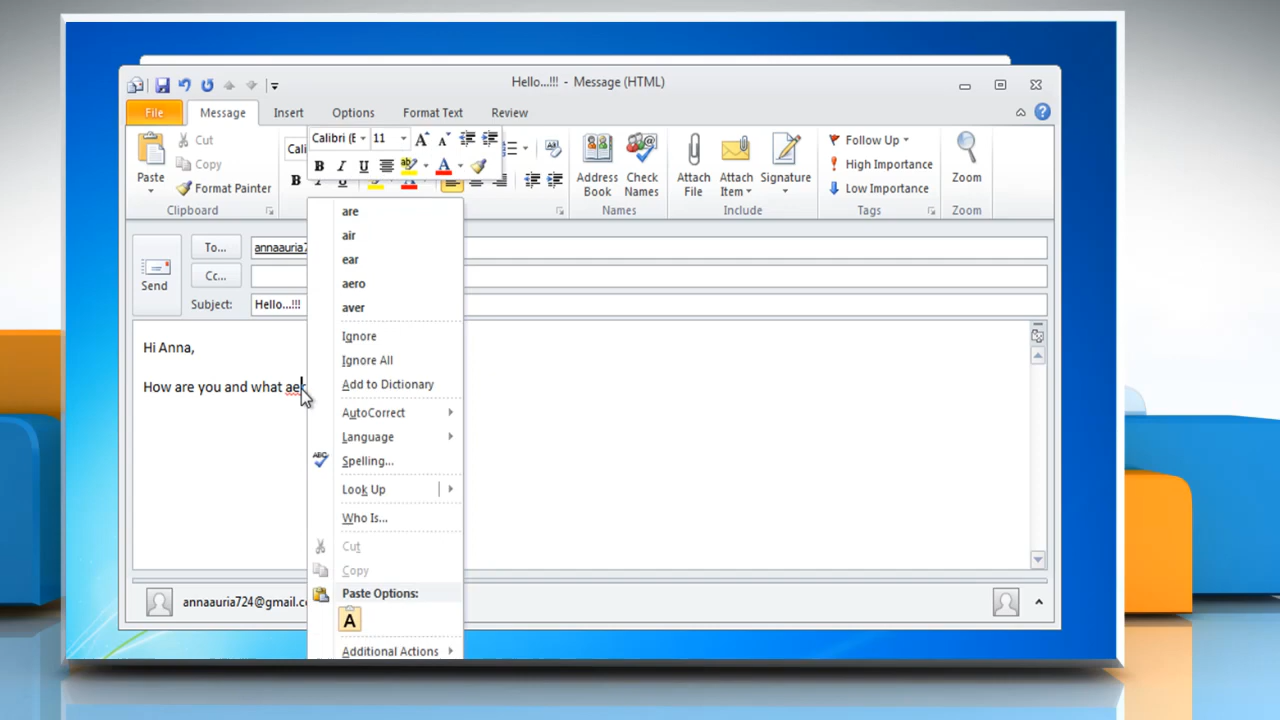 Hello...!!! - Message (HTML)
File Message Insert Options Format Text Review
Calibri (E 11
Cali
Paste
Cut
Copy
Format Painter
Clipboard
B I U
B I U
Address Book
Check Names
Names
Attach File
Attach Item
Signature
Include
Follow Up
High Importance
Low Importance
Tags
Zoom
Zoom
Send
To... annaauria7
Cc...
Subject: Hello...!!!
Hi Anna,
How are you and what aer
are
air
ear
aero
aver
Ignore
Ignore All
Add to Dictionary
AutoCorrect
Language
ABC Spelling...
Look Up
Who Is...
Cut
Copy
Paste Options:
A
Additional Actions
annaauria724@gmail.c